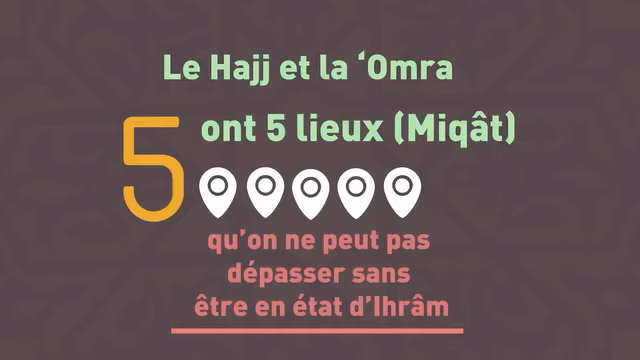 Le Hajj et la ‘Omra
5 ont 5 lieux (Miqât)
qu’on ne peut pas
dépasser sans
être en état d’Ihrâm